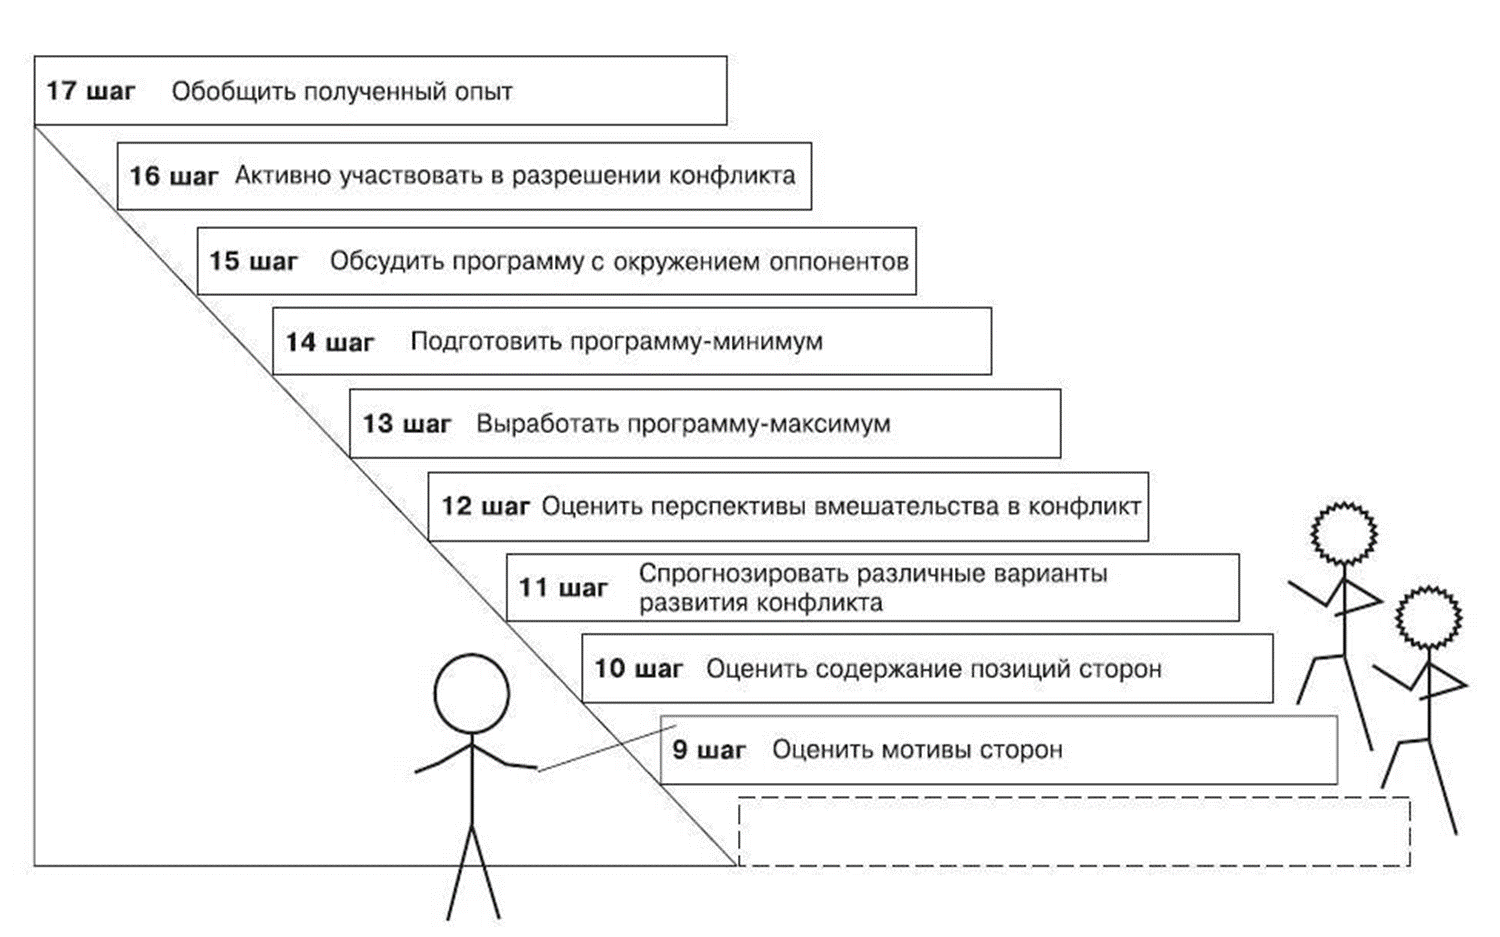 17 шаг Обобщить полученный опыт
16 шаг Активно участвовать в разрешении конфликта
15 шаг Обсудить программу с окружением оппонентов
14 шаг Подготовить программу-минимум
13 шаг Выработать программу-максимум
12 шаг Оценить перспективы вмешательства в конфликт
11 шаг Спрогнозировать различные варианты
развития конфликта
10 шаг Оценить содержание позиций сторон
9 шаг Оценить мотивы сторон